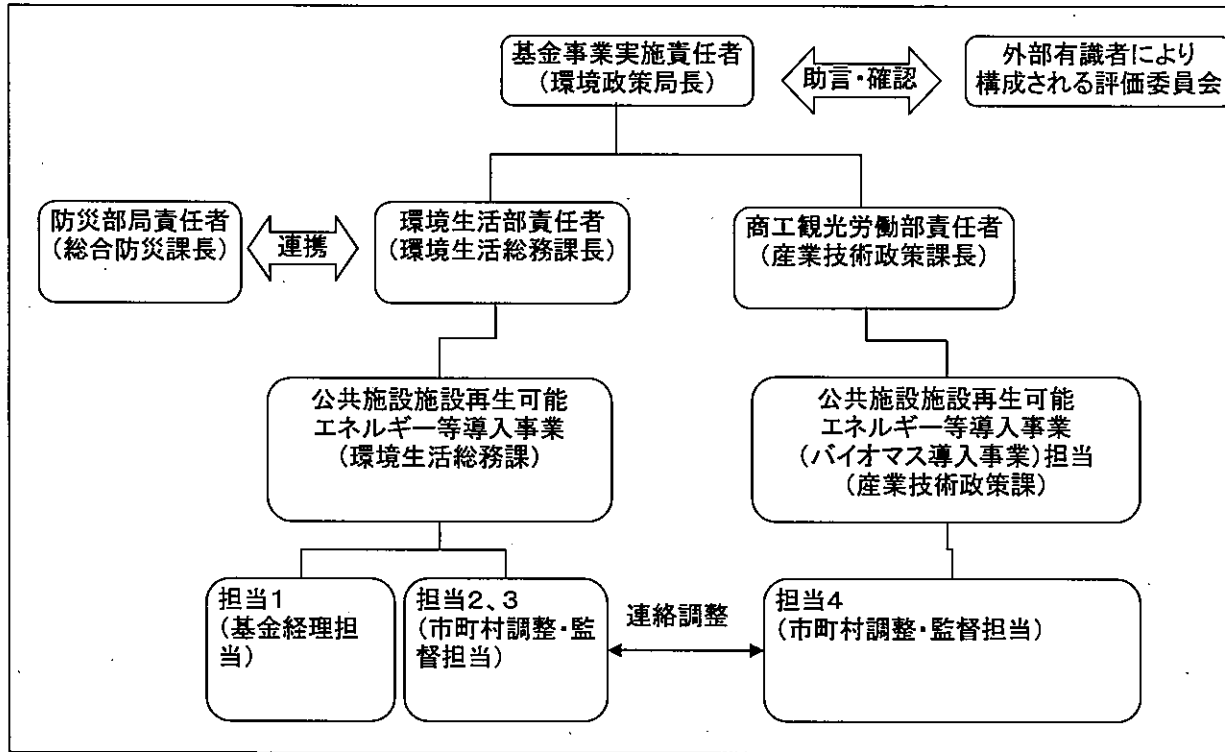 基金事業実施責任者
(環境政策局長)
助言・確認
外部有識者により
構成される評価委員会
防災部局責任者
(総合防災課長)
連携
環境生活部責任者
(環境生活総務課長)
商工観光労働部責任者
(産業技術政策課長)
公共施設施設再生可能
エネルギー等導入事業
(環境生活総務課)
公共施設施設再生可能
エネルギー等導入事業
(バイオマス導入事業)担当
(産業技術政策課)
担当1
(基金経理担
当)
担当2、3
(市町村調整・監
督担当)
連絡調整
担当4
(市町村調整・監督担当)